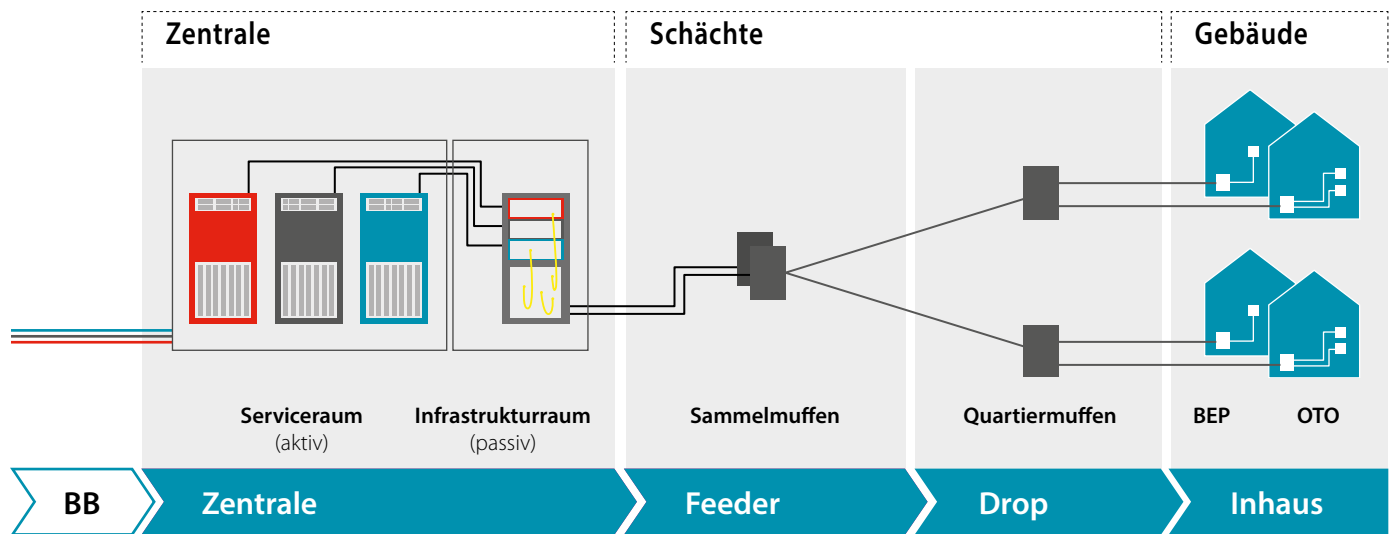 Zentrale
Schächte
Gebäude
Serviceraum
(aktiv)
Infrastrukturraum
(passiv)
Sammelmuffen
Quartiermuffen
BEP
OTO
BB
Zentrale
Feeder
Drop
Inhaus